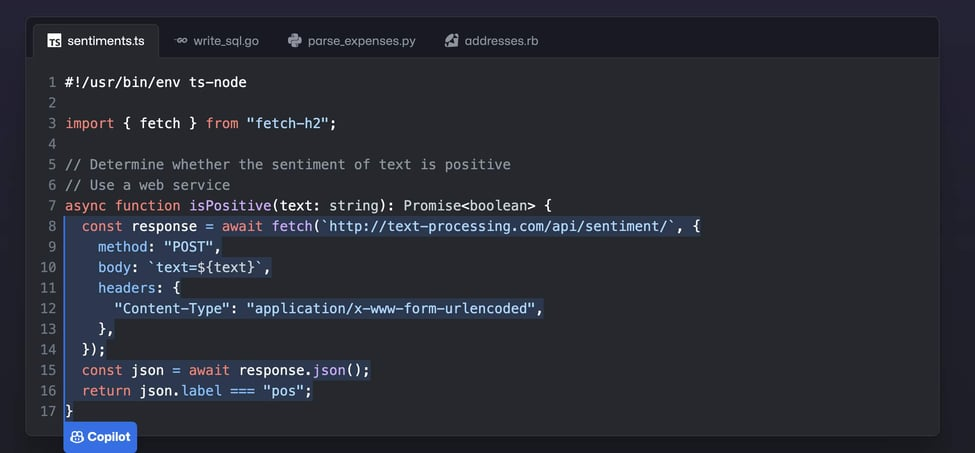 TS sentiments.ts write_sql.go parse_expenses.py addresses.rb
1 #!/usr/bin/env ts-node
2
3 import { fetch } from "fetch-h2";
4
5 // Determine whether the sentiment of text is positive
6 // Use a web service
7 async function isPositive(text: string): Promise<boolean> {
8   const response = await fetch(`http://text-processing.com/api/sentiment/`, {
9     method: "POST",
10     body: `text=${text}`,
11     headers: {
12       "Content-Type": "application/x-www-form-urlencoded",
13     },
14   });
15   const json = await response.json();
16   return json.label === "pos";
17 }
Copilot